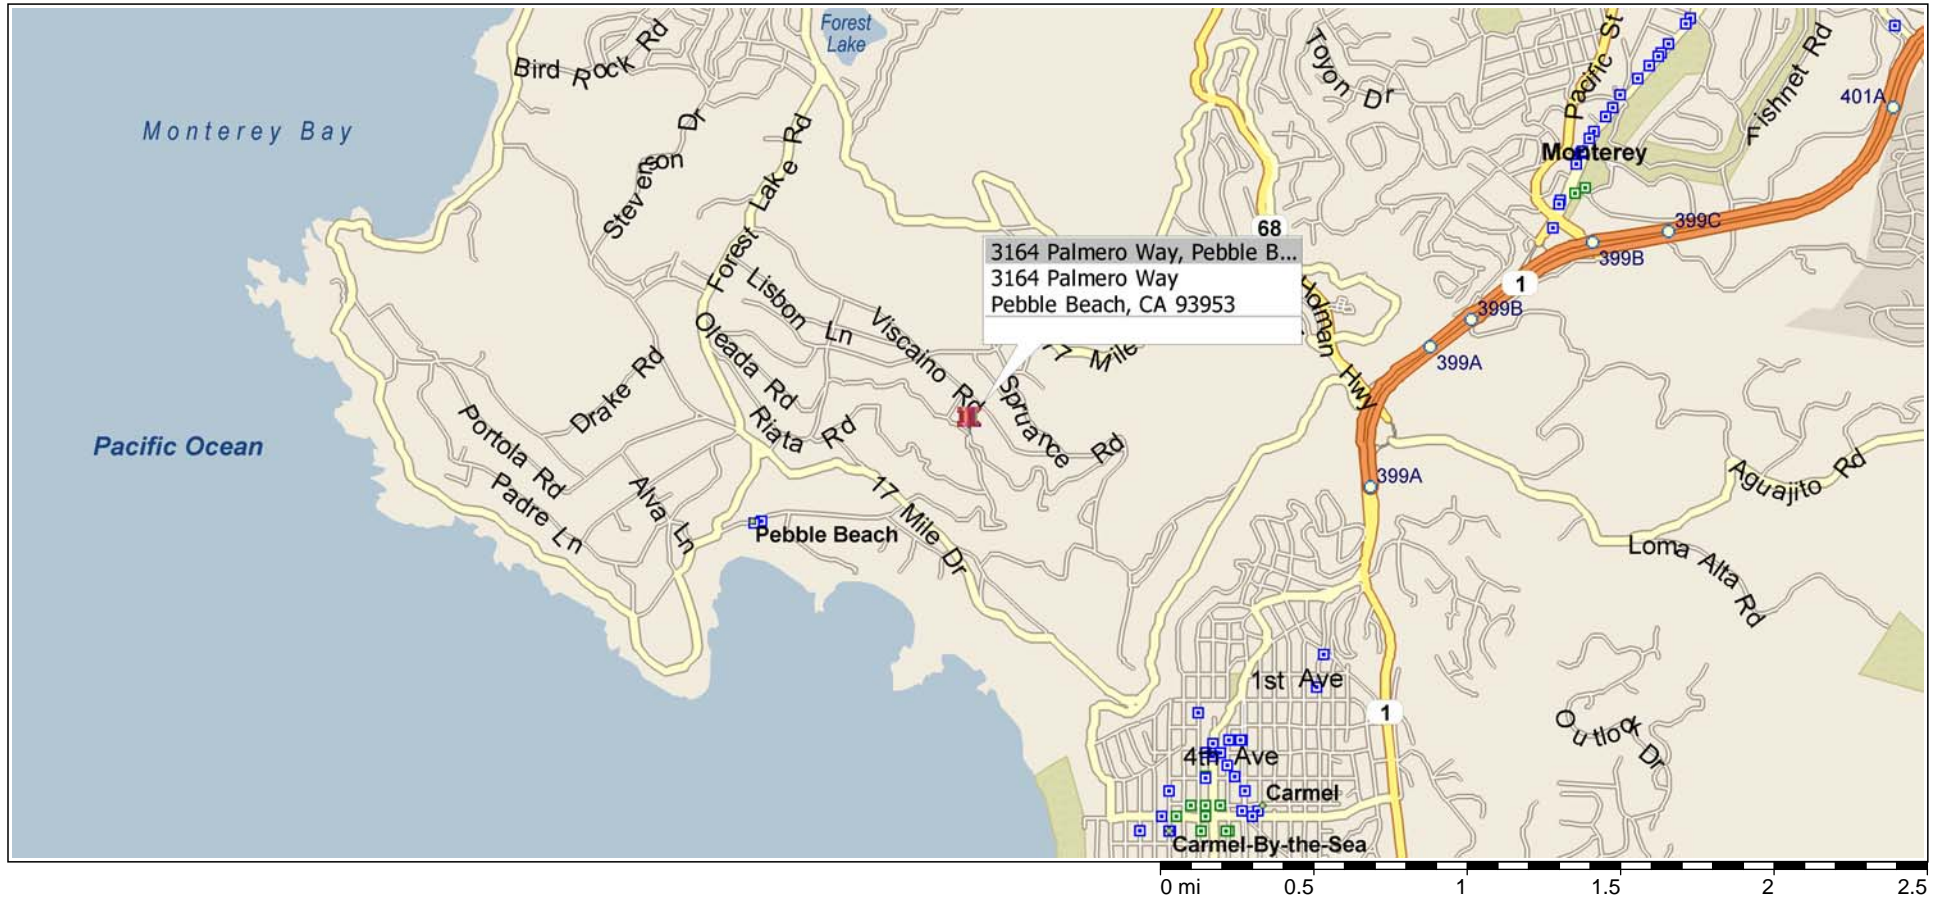 Forest
Lake
Bird Rock Rd
Toyon Dr
Pacific St
Fishnet Rd
401A
Monterey Bay
Stevenson Dr
Monterey
Forest Lake Rd
68
399C
399B
1
3164 Palmero Way, Pebble B...
3164 Palmero Way
Pebble Beach, CA 93953
Lisbon Ln
Viscaino Rd
17 Mile
Holman Hwy
399B
399A
Oleada Rd
Drake Rd
Spruance Rd
Riata Rd
Portola Rd
Pacific Ocean
Aguajito Rd
399A
Padre Ln
Alva Ln
17 Mile Dr
Pebble Beach
Loma Alta Rd
1st Ave
1
Outlook Dr
4th Ave
Carmel
Carmel-By-the-Sea
0 mi 0.5 1 1.5 2 2.5